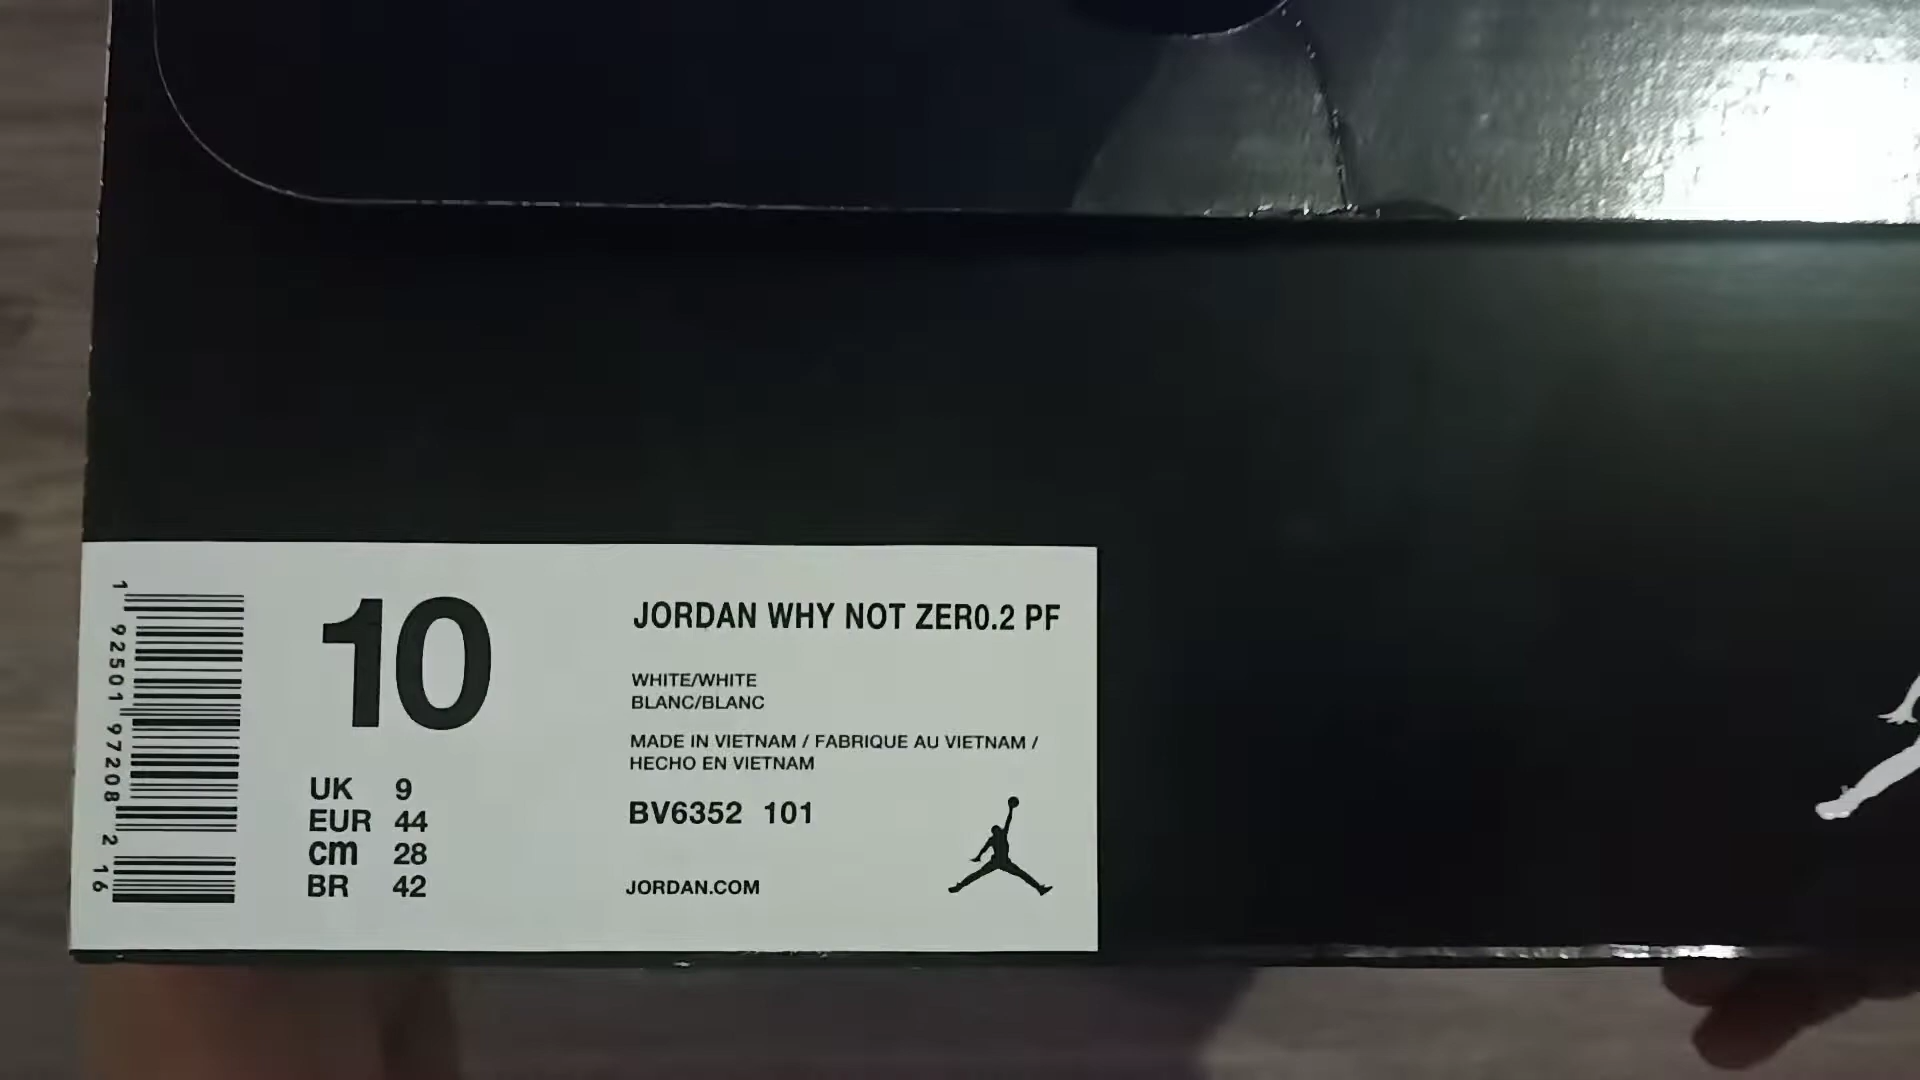 1 92501 97208 2 16
10
UK 9
EUR 44
cm 28
BR 42
JORDAN WHY NOT ZER0.2 PF
WHITE/WHITE
BLANC/BLANC
MADE IN VIETNAM / FABRIQUE AU VIETNAM /
HECHO EN VIETNAM
BV6352 101
JORDAN.COM